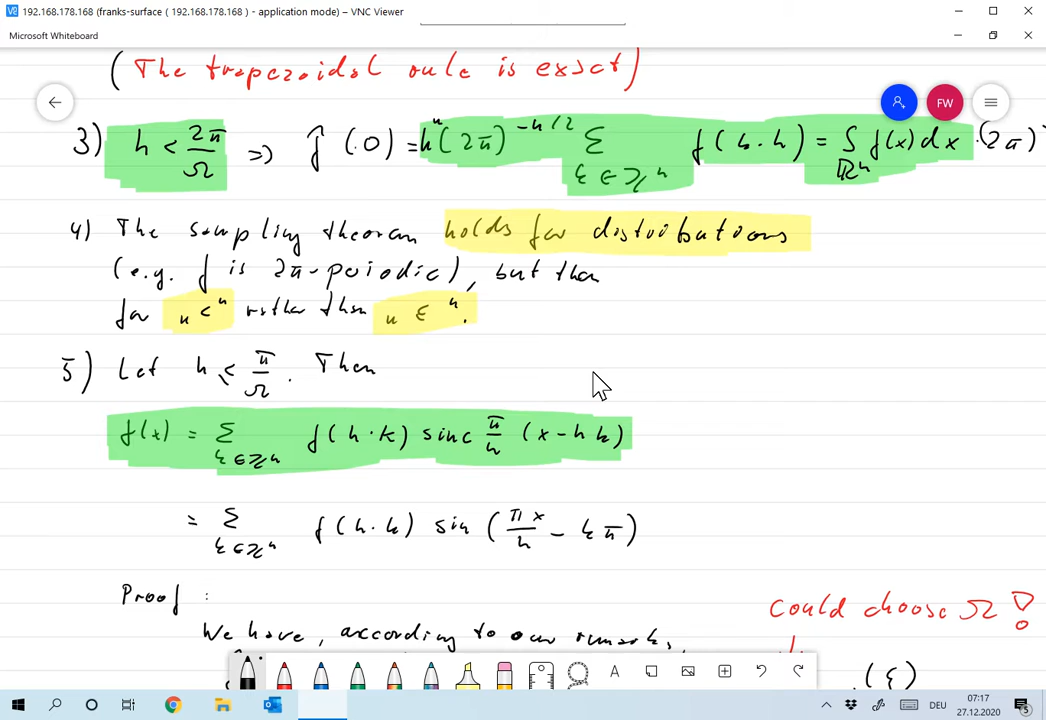 192.168.178.168 (franks-surface ( 192.168.178.168 ) - application mode) – VNC Viewer
Microsoft Whiteboard
(The trapezoidal rule is exact)
FW
3) h < 2π/Ω => f̂(0) = hⁿ(2π)^(-n/2) Σ_(k∈ℤⁿ) f(h·k) = ∫_(ℝⁿ) f(x)dx · (2π)
4) The sampling theorem holds for distributions
(e.g. f is 2π-periodic), but then
for " < " rather than " ≤ ".
5) Let h ≤ π/Ω. Then
f(x) = Σ_(k∈ℤⁿ) f(h·k) sinc π/h (x-hk)
= Σ_(k∈ℤⁿ) f(h·k) sin (πx/h - kπ)
Proof :
could choose Ω !
We have, according to our remark,
(ξ)
A
DEU
07:17
27.12.2020
5